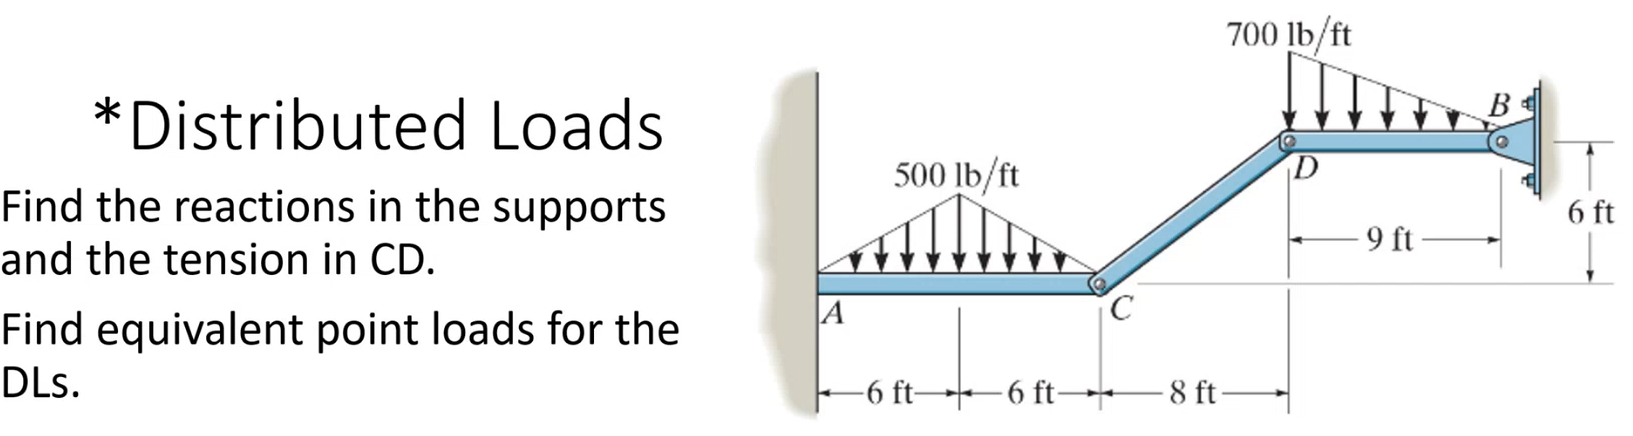 *Distributed Loads
Find the reactions in the supports
and the tension in CD.
Find equivalent point loads for the
DLs.
700 lb/ft
B
500 lb/ft
D
6 ft
9 ft
A
C
6 ft
6 ft
8 ft